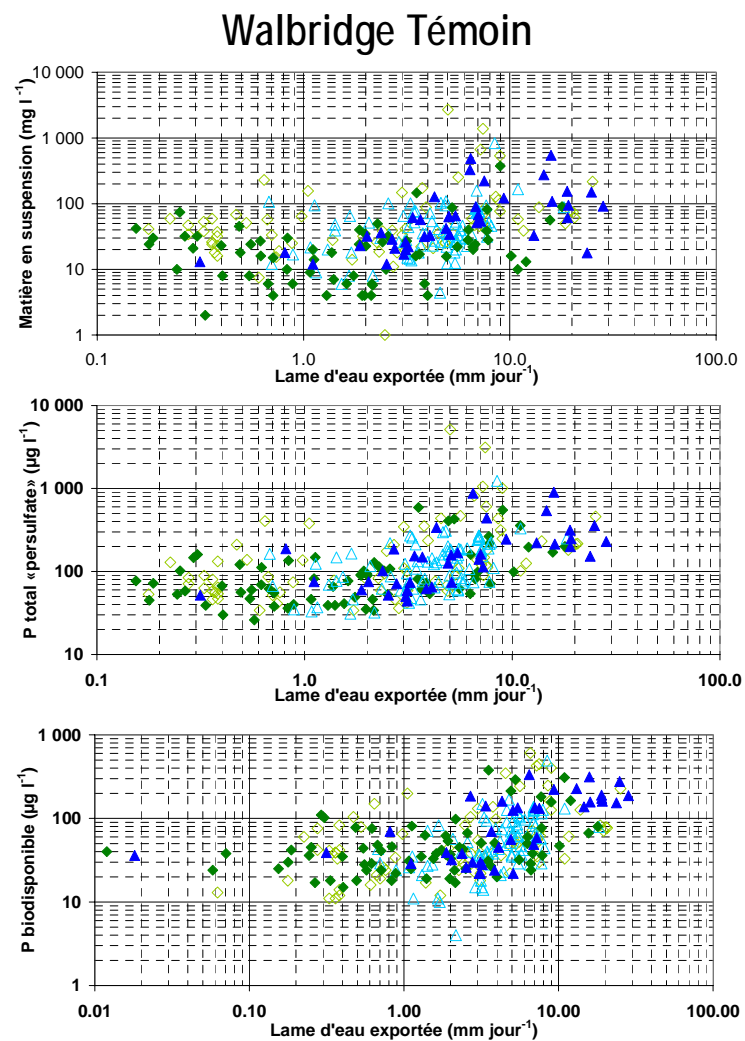 Walbridge Témoin
Matière en suspension (mg l⁻¹)
10 000
1 000
100
10
1
0.1 1.0 10.0 100.0
Lame d'eau exportée (mm jour⁻¹)
P total «persulfate» (µg l⁻¹)
10 000
1 000
100
10
0.1 1.0 10.0 100.0
Lame d'eau exportée (mm jour⁻¹)
P biodisponible (µg l⁻¹)
1 000
100
10
1
0.01 0.10 1.00 10.00 100.00
Lame d'eau exportée (mm jour⁻¹)